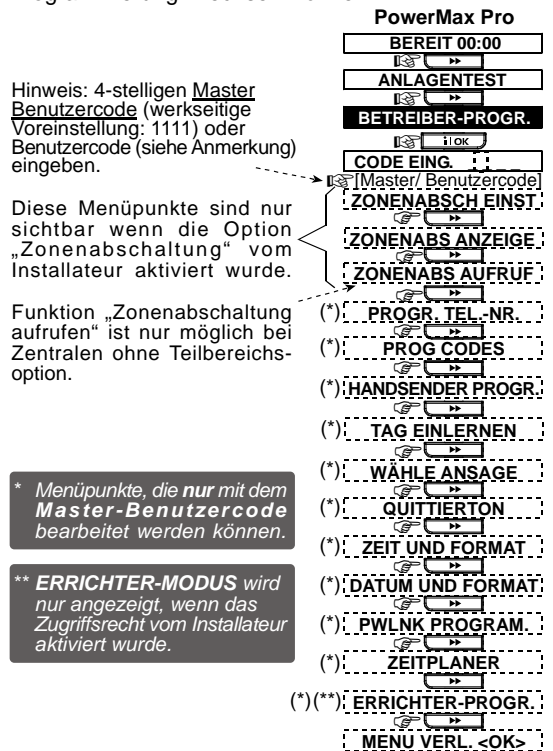 PowerMax Pro
BEREIT 00:00
ANLAGENTEST
BETREIBER-PROGR.
i I OK
CODE EING. _ _ _ _
[Master/ Benutzercode]
ZONENABSCH EINST
ZONENABS ANZEIGE
ZONENABS AUFRUF
(*) PROGR. TEL.-NR.
(*) PROG CODES
(*) HANDSENDER PROGR.
(*) TAG EINLERNEN
(*) WÄHLE ANSAGE
(*) QUITTIERTON
(*) ZEIT UND FORMAT
(*) DATUM UND FORMAT
(*) PWLNK PROGRAM.
(*) ZEITPLANER
(*)(**) ERRICHTER-PROGR.
MENU VERL. <OK>
Hinweis: 4-stelligen Master
Benutzercode (werkseitige
Voreinstellung: 1111) oder
Benutzercode (siehe Anmerkung)
eingeben.
Diese Menüpunkte sind nur
sichtbar wenn die Option
„Zonenabschaltung“ vom
Installateur aktiviert wurde.
Funktion „Zonenabschaltung
aufrufen“ ist nur möglich bei
Zentralen ohne Teilbereichs-
option.
* Menüpunkte, die nur mit dem
Master-Benutzercode
bearbeitet werden können.
** ERRICHTER-MODUS wird
nur angezeigt, wenn das
Zugriffsrecht vom Installateur
aktiviert wurde.